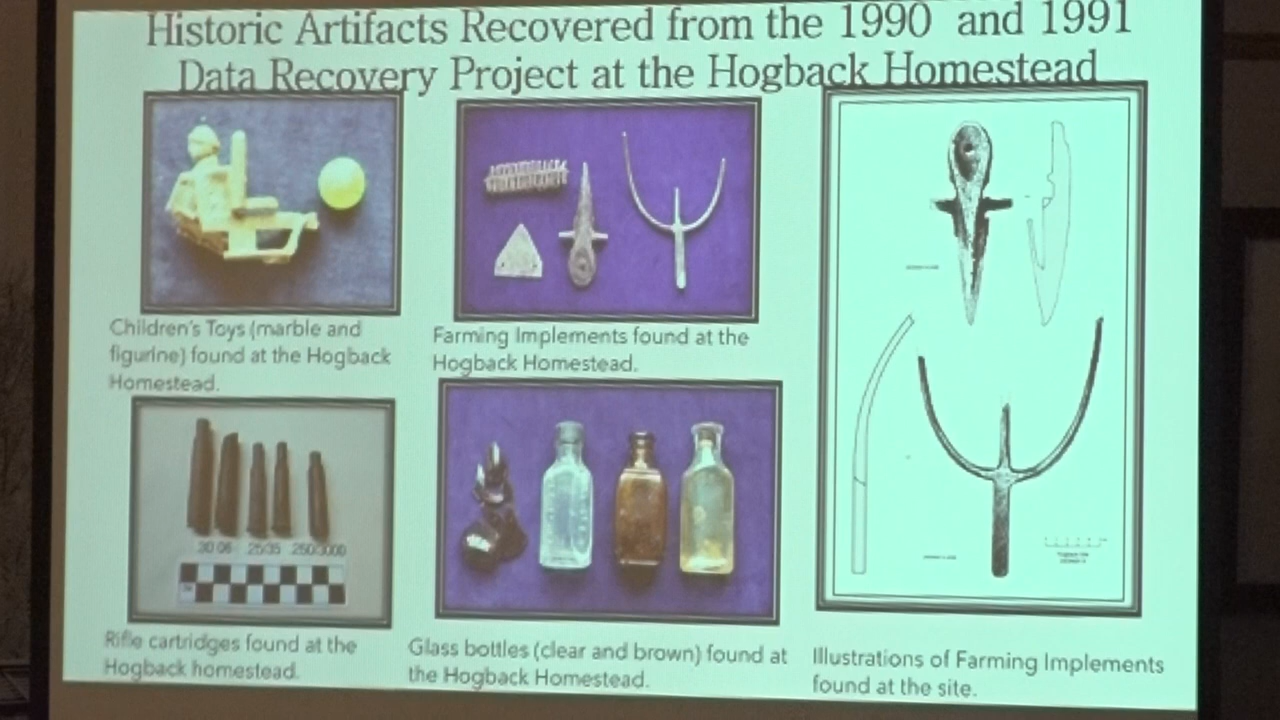 Historic Artifacts Recovered from the 1990 and 1991
Data Recovery Project at the Hogback Homestead
Children's Toys (marble and
figurine) found at the Hogback
Homestead.
Farming Implements found at the
Hogback Homestead.
30 06 25/35 250/3000
Rifle cartridges found at the
Hogback homestead.
Glass bottles (clear and brown) found at
the Hogback Homestead.
Illustrations of Farming Implements
found at the site.